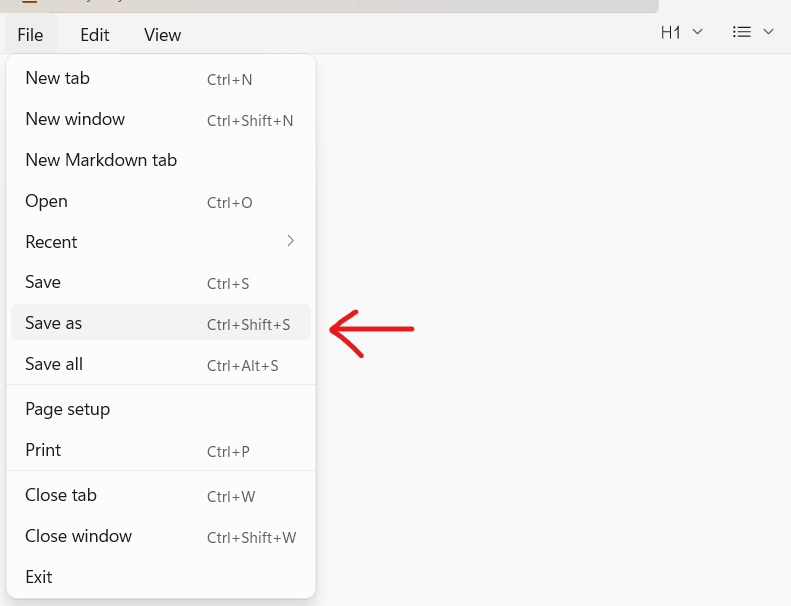 File Edit View H1
New tab Ctrl+N
New window Ctrl+Shift+N
New Markdown tab
Open Ctrl+O
Recent
Save Ctrl+S
Save as Ctrl+Shift+S
Save all Ctrl+Alt+S
Page setup
Print Ctrl+P
Close tab Ctrl+W
Close window Ctrl+Shift+W
Exit